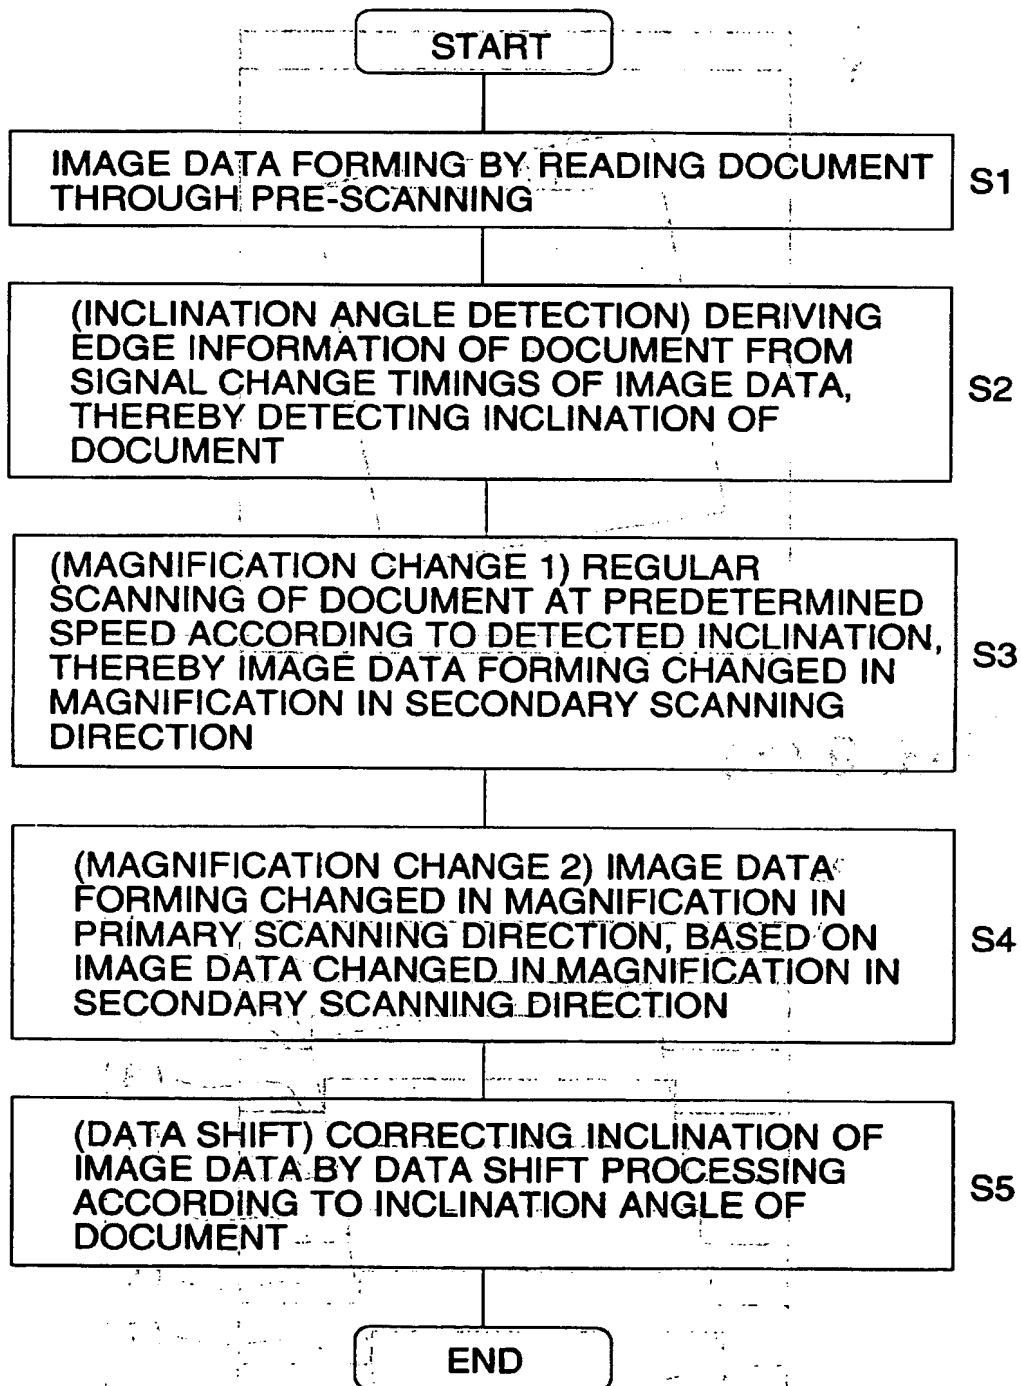 START
IMAGE DATA FORMING BY READING DOCUMENT
THROUGH PRE-SCANNING
S1
(INCLINATION ANGLE DETECTION) DERIVING
EDGE INFORMATION OF DOCUMENT FROM
SIGNAL CHANGE TIMINGS OF IMAGE DATA,
THEREBY DETECTING INCLINATION OF
DOCUMENT
S2
(MAGNIFICATION CHANGE 1) REGULAR
SCANNING OF DOCUMENT AT PREDETERMINED
SPEED ACCORDING TO DETECTED INCLINATION,
THEREBY IMAGE DATA FORMING CHANGED IN
MAGNIFICATION IN SECONDARY SCANNING
DIRECTION
S3
(MAGNIFICATION CHANGE 2) IMAGE DATA
FORMING CHANGED IN MAGNIFICATION IN
PRIMARY SCANNING DIRECTION, BASED ON
IMAGE DATA CHANGED IN MAGNIFICATION IN
SECONDARY SCANNING DIRECTION
S4
(DATA SHIFT) CORRECTING INCLINATION OF
IMAGE DATA BY DATA SHIFT PROCESSING
ACCORDING TO INCLINATION ANGLE OF
DOCUMENT
S5
END